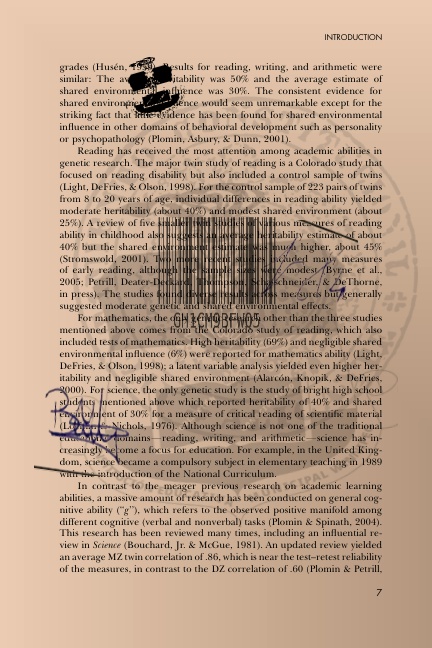 INTRODUCTION
grades (Husén, Results for reading, writing, and arithmetic were
similar: The heritability was 50% and the average estimate of
shared environmental influence was 30%. The consistent evidence for
shared would seem unremarkable except for the
striking fact that evidence has been found for shared environmental
influence in other domains of behavioral development such as personality
or psychopathology (Plomin, Asbury, & Dunn, 2001).
Reading has received the most attention among academic abilities in
genetic research. The major twin study of reading is a Colorado study that
focused on reading disability but also included a control sample of twins
(Light, DeFries, & Olson, 1998). For the control sample of 223 pairs of twins
from 8 to 20 years of age, individual differences in reading ability yielded
moderate heritability (about 40%) and modest shared environment (about
25%). A review of five small twin studies of various measures of reading
ability in childhood also suggest an average heritability estimate of about
40% but the shared environment estimate was much higher, about 45%
(Stromswold, 2001). Two more recent studies included many measures
of early reading, although the sample sizes were modest (Byrne et al.,
2005; Petrill, Deater-Deckard, Thompson, Schatschneider, & DeThorne,
in press). The studies found results across measures but generally
suggested moderate genetic and shared environmental effects.
For mathematics, the other than the three studies
GH1CN9BFW05
mentioned above comes from the Colorado study of reading, which also
included tests of mathematics. High heritability (69%) and negligible shared
environmental influence (6%) were reported for mathematics ability (Light,
DeFries, & Olson, 1998); a latent variable analysis yielded even higher her-
itability and negligible shared environment (Alarcón, Knopik, & DeFries,
2000). For science, the only genetic study is the study of bright high school
students mentioned above which reported heritability of 40% and shared
environment of 30% for a measure of critical reading of scientific material
& Nichols, 1976). Although science is not one of the traditional
educational domains—reading, writing, and arithmetic—science has in-
creasingly become a focus for education. For example, in the United King-
dom, science became a compulsory subject in elementary teaching in 1989
with the introduction of the National Curriculum.
In contrast to the meager previous research on academic learning
abilities, a massive amount of research has been conducted on general cog-
nitive ability ("g"), which refers to the observed positive manifold among
different cognitive (verbal and nonverbal) tasks (Plomin & Spinath, 2004).
This research has been reviewed many times, including an influential re-
view in Science (Bouchard, Jr. & McGue, 1981). An updated review yielded
an average MZ twin correlation of .86, which is near the test–retest reliability
of the measures, in contrast to the DZ correlation of .60 (Plomin & Petrill,
7